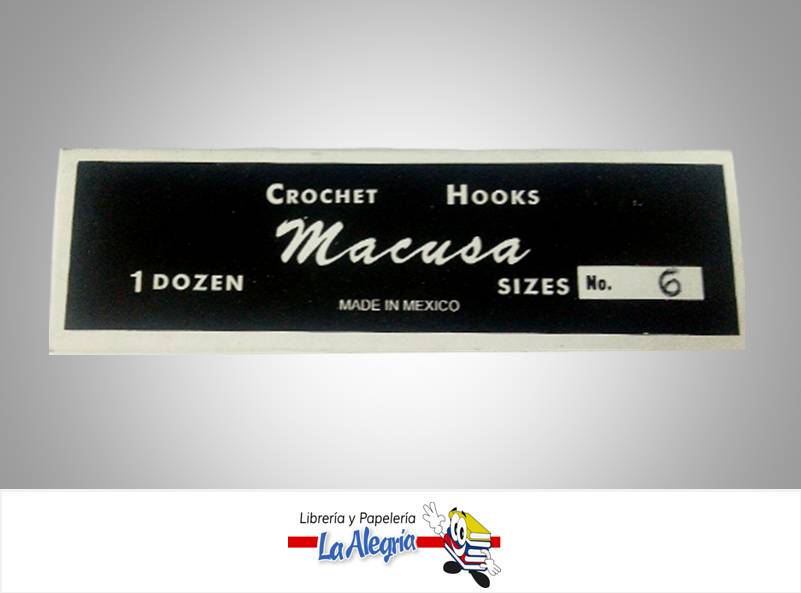 CROCHET HOOKS
Macusa
1 DOZEN SIZES No. 6
MADE IN MEXICO
Librería y Papelería
La Alegría